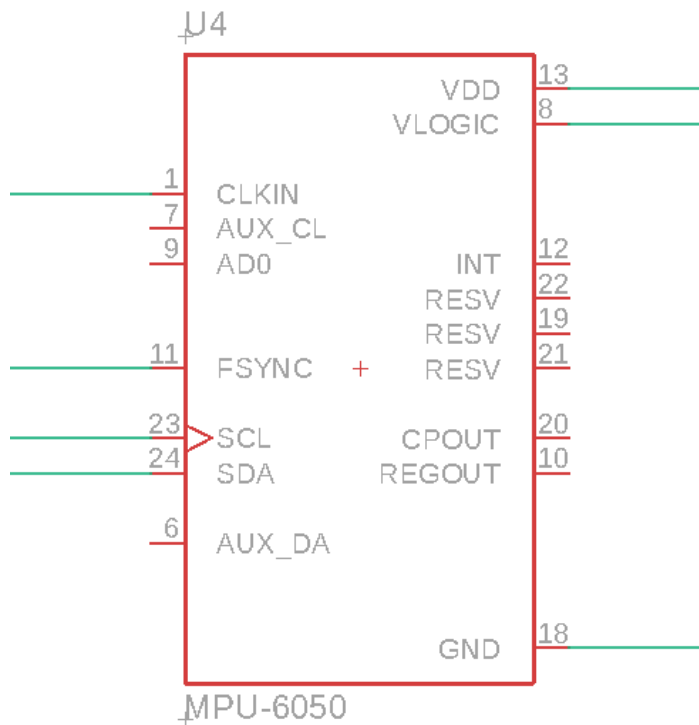 U4
13
VDD
8
VLOGIC
1
CLKIN
7
AUX_CL
9
AD0
12
INT
22
RESV
19
RESV
21
RESV
11
FSYNC
23
SCL
24
SDA
20
CPOUT
10
REGOUT
6
AUX_DA
18
GND
MPU-6050